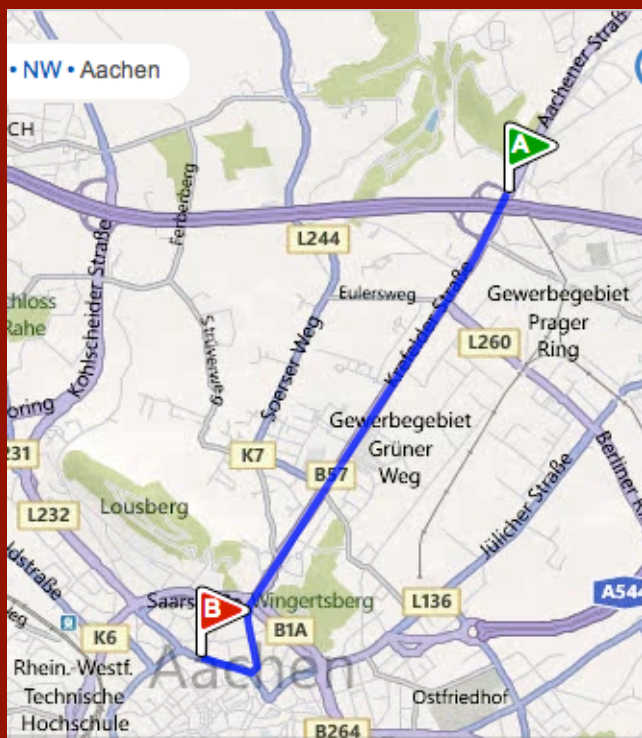 • NW • Aachen
CH
Aachener Straße
A
Ferberberg
L244
Kohlscheider Straße
chloss
Rahe
Eulersweg
Gewerbegebiet
Prager
Ring
Krefelder Straße
Strüverweg
Soerser Weg
L260
oring
Gewerbegebiet
Grüner
Weg
231
K7
B57
Berliner Ri
Jülicher Straße
Lousberg
L232
A544
B
Wingertsberg
L136
K6
B1A
Rhein.-Westf.
Technische
Hochschule
Aachen
Ostfriedhof
B264